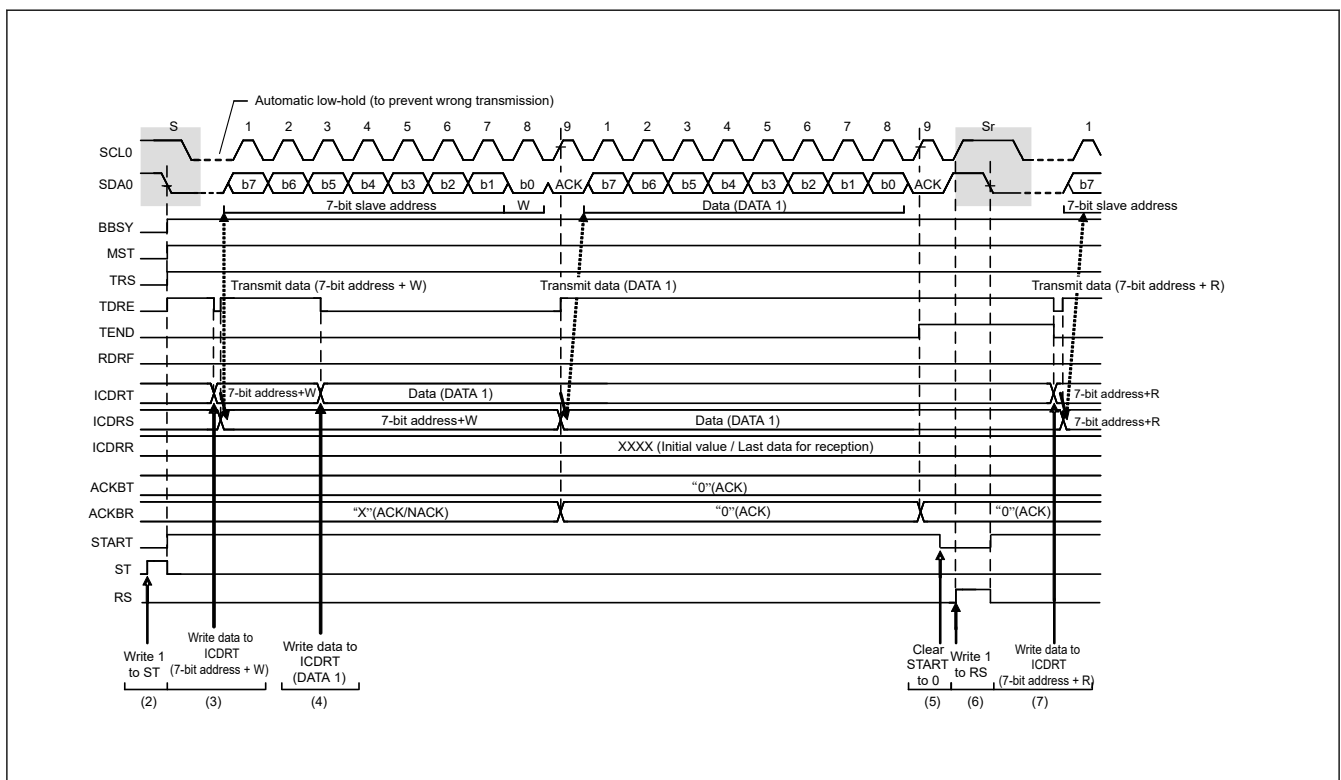 Automatic low-hold (to prevent wrong transmission)
S 1 2 3 4 5 6 7 8 9 1 2 3 4 5 6 7 8 9 Sr 1
SCL0
SDA0 b7 b6 b5 b4 b3 b2 b1 b0 ACK b7 b6 b5 b4 b3 b2 b1 b0 ACK b7
7-bit slave address W Data (DATA 1) 7-bit slave address
BBSY
MST
TRS
Transmit data (7-bit address + W) Transmit data (DATA 1) Transmit data (7-bit address + R)
TDRE
TEND
RDRF
ICDRT 7-bit address+W Data (DATA 1) 7-bit address+R
ICDRS 7-bit address+W Data (DATA 1) 7-bit address+R
ICDRR XXXX (Initial value / Last data for reception)
ACKBT “0”(ACK)
ACKBR “X”(ACK/NACK) “0”(ACK) “0”(ACK)
START
ST
RS
Write 1
to ST
Write data to
ICDRT
(7-bit address + W)
Write data to
ICDRT
(DATA 1)
Clear
START
to 0
Write 1
to RS
Write data to
ICDRT
(7-bit address + R)
(2) (3) (4) (5) (6) (7)